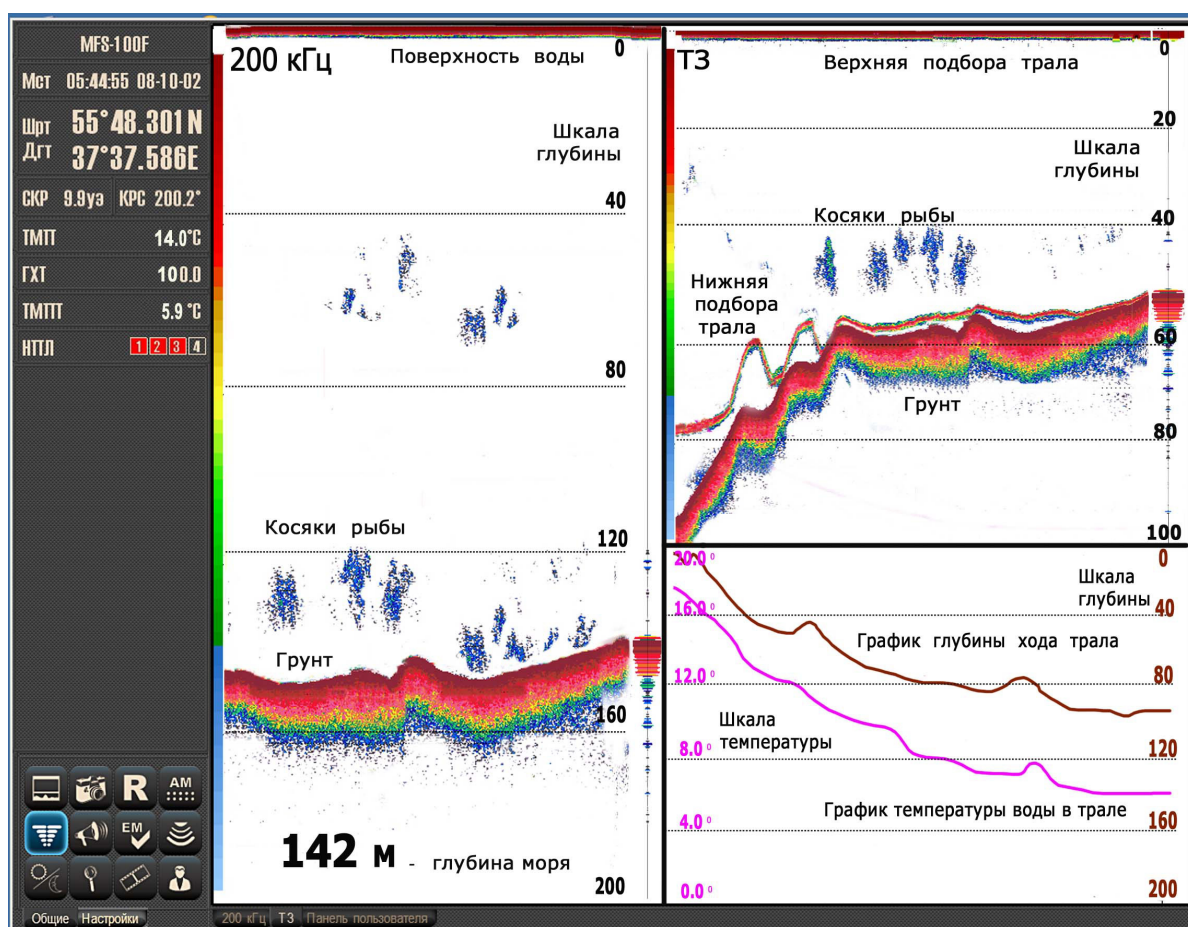 MFS-100F
Мст 05:44:55 08-10-02
Шрт 55°48.301N
Дгт 37°37.586E
СКР 9.9уэ КРС 200.2°
ТМП 14.0°C
ГХТ 100.0
ТМПТ 5.9 °C
НПЛ 1 2 3 4
R
AM
EM
Общие Настройки
200 кГц
Поверхность воды
0
Шкала
глубины
40
80
Косяки рыбы
120
Грунт
160
142 м - глубина моря
200
ТЗ
Верхняя подбора трала
0
20
Шкала
глубины
Косяки рыбы
40
Нижняя
подбора
трала
60
Грунт
80
100
20.0°
0
Шкала
глубины
16.0°
40
График глубины хода трала
12.0°
80
Шкала
температуры
8.0°
120
График температуры воды в трале
4.0°
160
0.0°
200
200 кГц ТЗ Панель пользователя